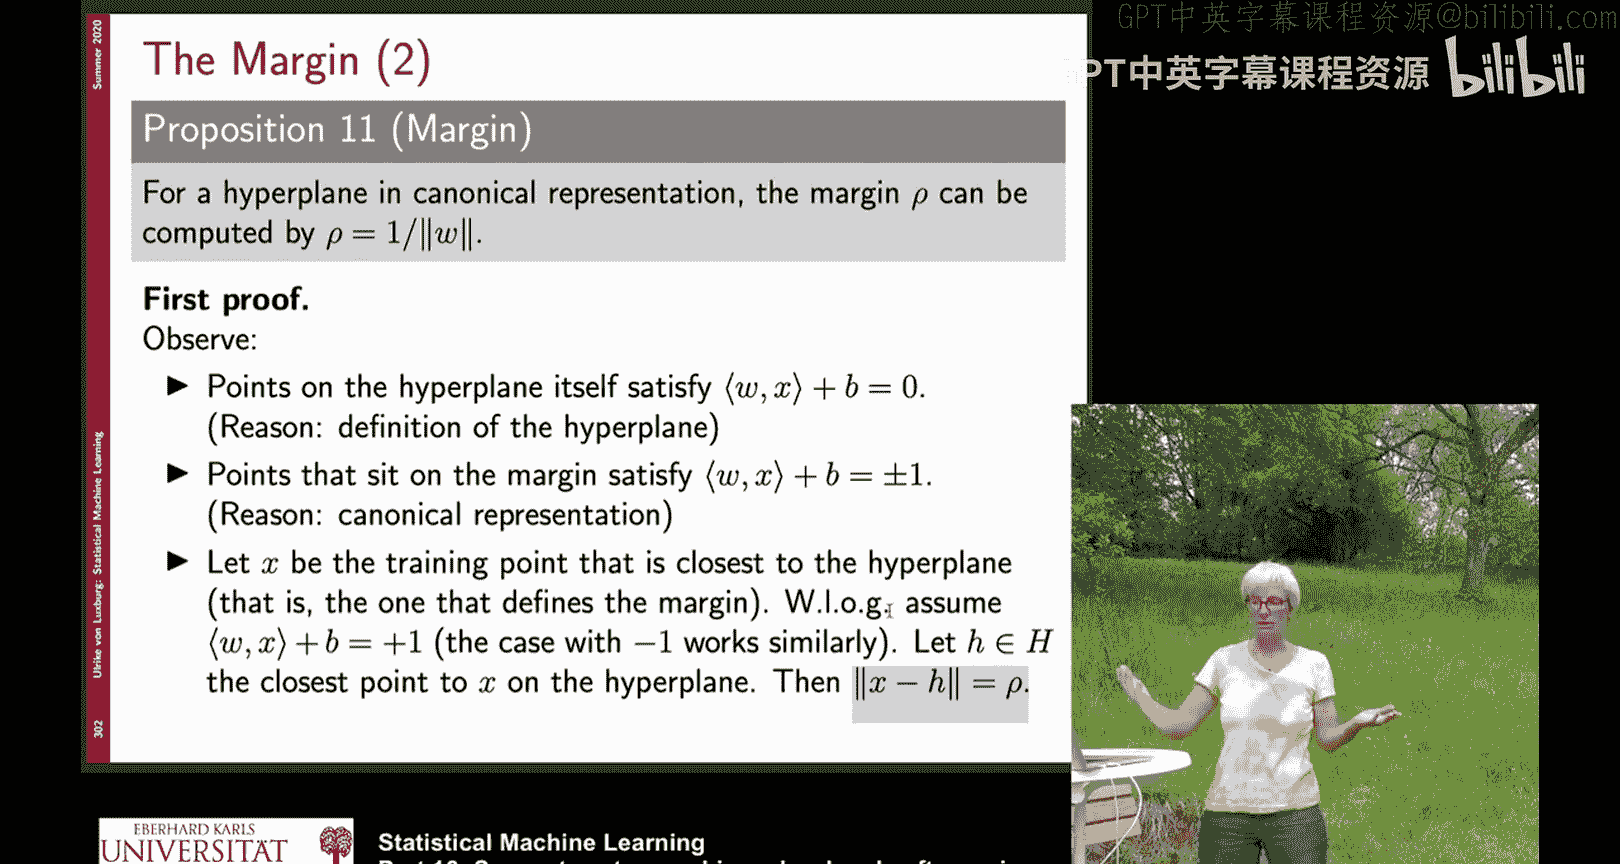 GPT中英字幕课程资源@bilibili.com
PT中英字幕课程资源 bilibili
Summer 2020
The Margin (2)
Proposition 11 (Margin)
For a hyperplane in canonical representation, the margin ρ can be
computed by ρ = 1/‖w‖.
First proof.
Observe:
▶ Points on the hyperplane itself satisfy ⟨w, x⟩ + b = 0.
(Reason: definition of the hyperplane)
▶ Points that sit on the margin satisfy ⟨w, x⟩ + b = ±1.
(Reason: canonical representation)
▶ Let x be the training point that is closest to the hyperplane
(that is, the one that defines the margin). W.l.o.g. assume
⟨w, x⟩ + b = +1 (the case with −1 works similarly). Let h ∈ H
the closest point to x on the hyperplane. Then ‖x − h‖ = ρ.
Ulrike von Luxburg: Statistical Machine Learning
302
EBERHARD KARLS
UNIVERSITÄT
Statistical Machine Learning